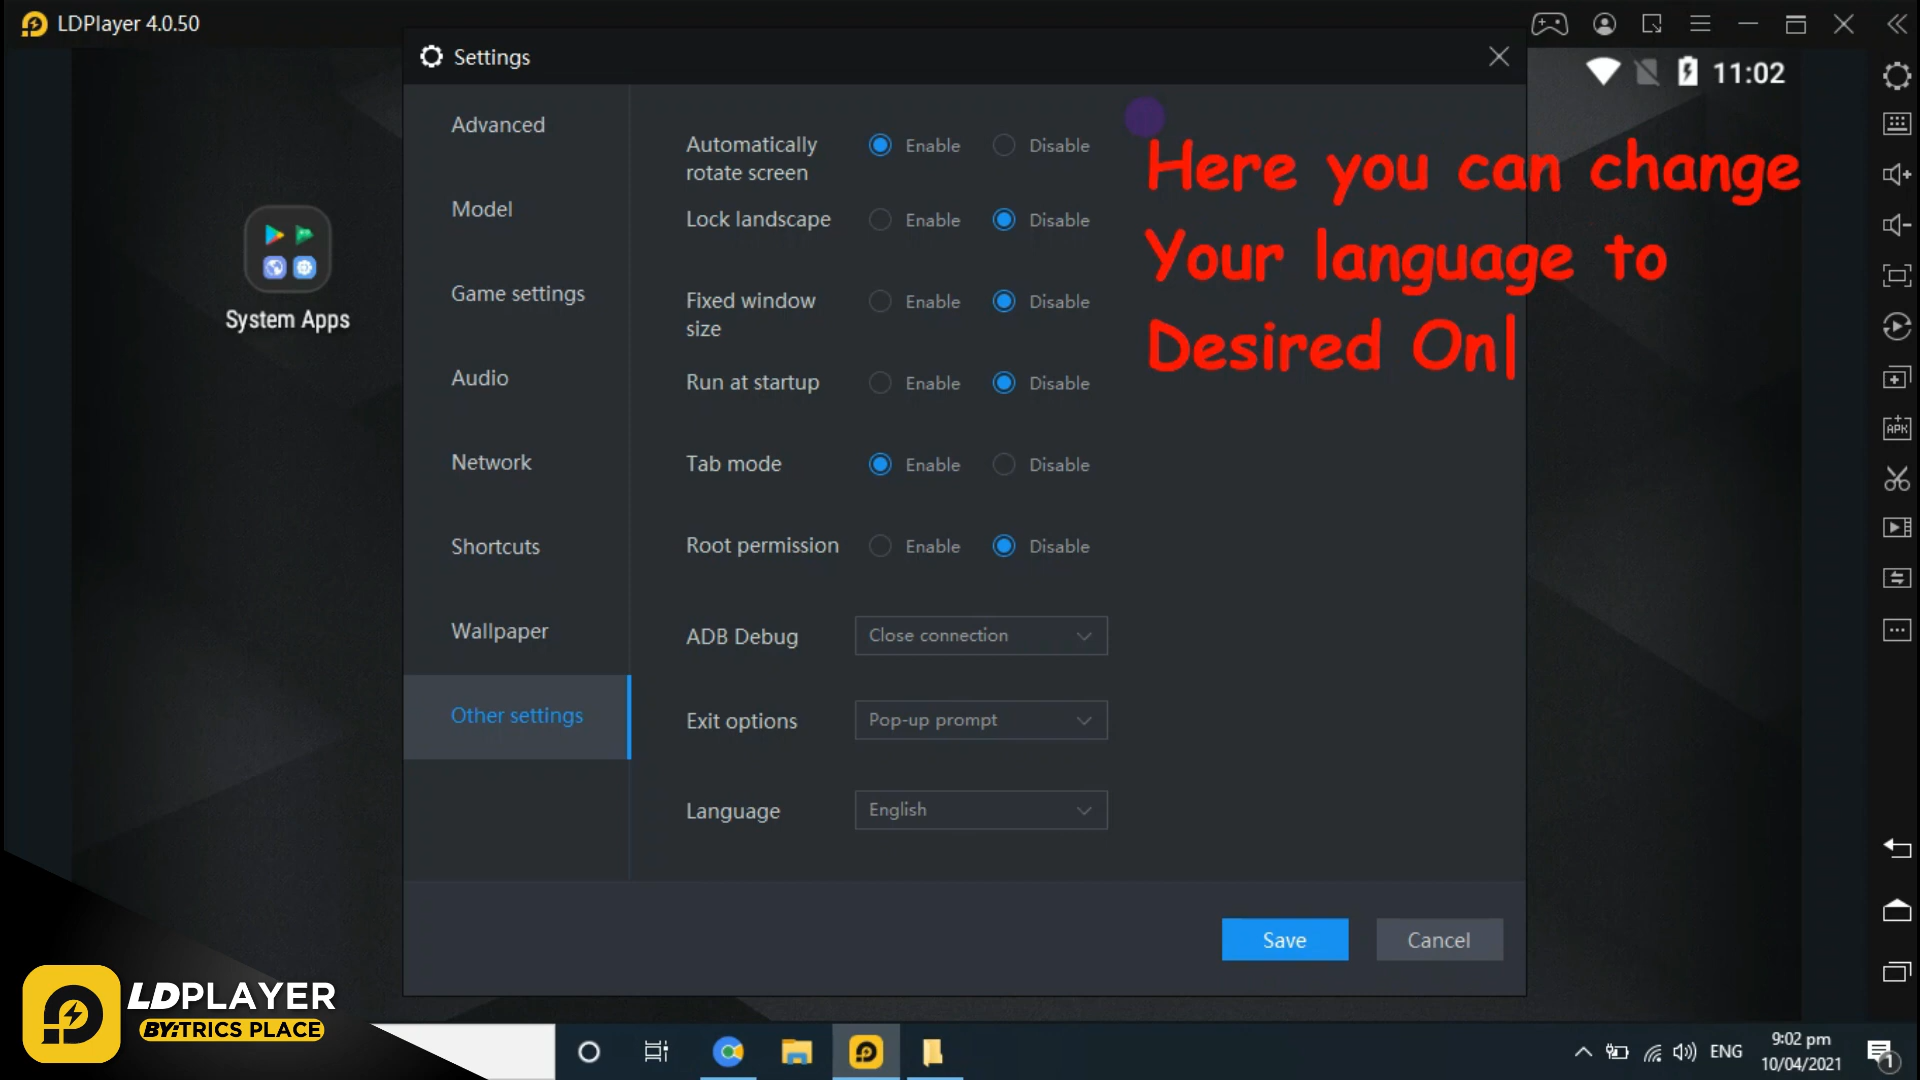 LDPlayer 4.0.50
Settings
11:02
Advanced
Model
Game settings
Audio
Network
Shortcuts
Wallpaper
Other settings
Automatically
rotate screen
Enable Disable
Lock landscape Enable Disable
Fixed window
size
Enable Disable
Run at startup Enable Disable
Tab mode Enable Disable
Root permission Enable Disable
ADB Debug Close connection
Exit options Pop-up prompt
Language English
Here you can change
Your language to
Desired On
System Apps
APK
Save Cancel
LDPLAYER
BY:TRICS PLACE
ENG
9:02 pm
10/04/2021
1